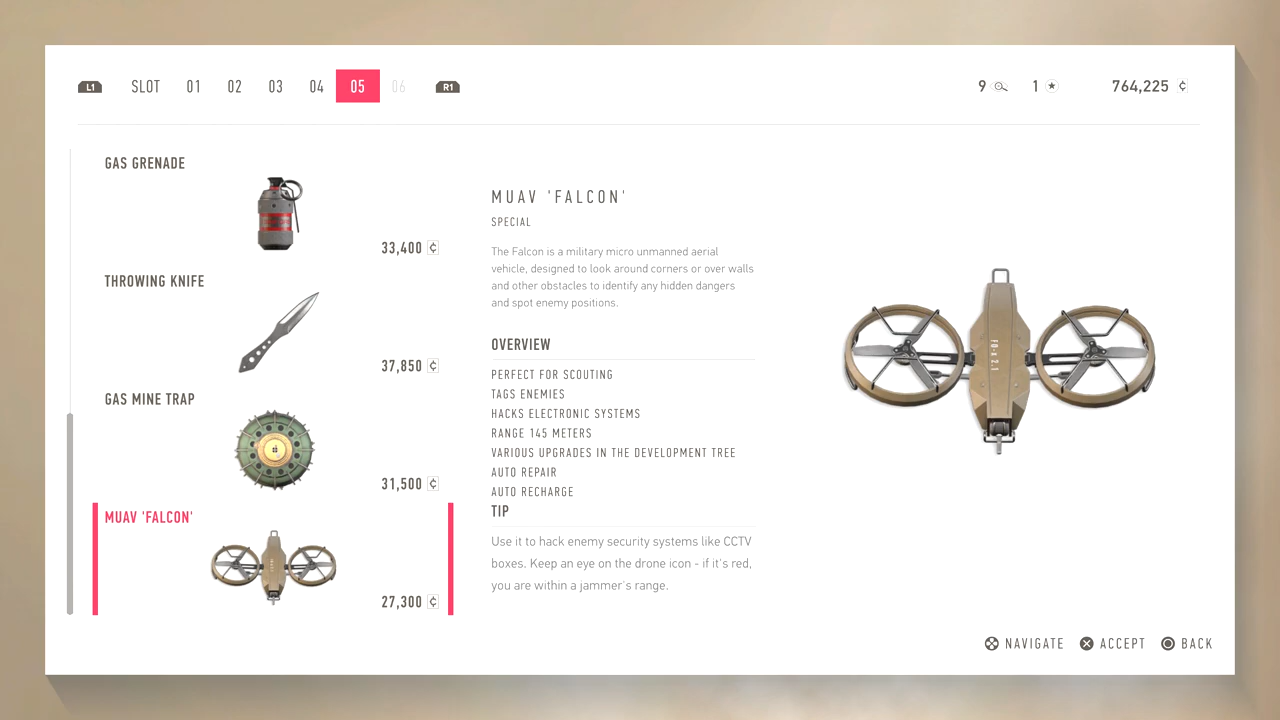 L1 SLOT 01 02 03 04 05 06 R1
9 1 764,225 ₵
GAS GRENADE
33,400 ₵
THROWING KNIFE
37,850 ₵
GAS MINE TRAP
31,500 ₵
MUAV 'FALCON'
27,300 ₵
MUAV 'FALCON'
SPECIAL
The Falcon is a military micro unmanned aerial
vehicle, designed to look around corners or over walls
and other obstacles to identify any hidden dangers
and spot enemy positions.
OVERVIEW
PERFECT FOR SCOUTING
TAGS ENEMIES
HACKS ELECTRONIC SYSTEMS
RANGE 145 METERS
VARIOUS UPGRADES IN THE DEVELOPMENT TREE
AUTO REPAIR
AUTO RECHARGE
TIP
Use it to hack enemy security systems like CCTV
boxes. Keep an eye on the drone icon - if it's red,
you are within a jammer's range.
FO-X 2.1
NAVIGATE ACCEPT BACK